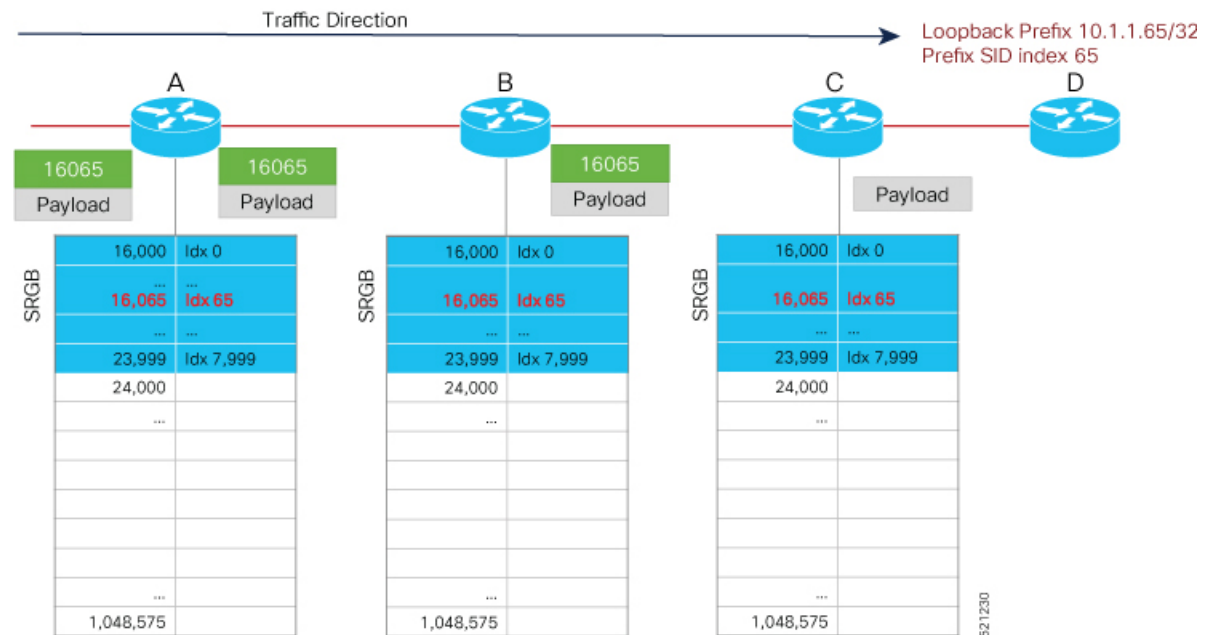 Traffic Direction
Loopback Prefix 10.1.1.65/32
Prefix SID index 65
A
B
C
D
16065
Payload
16065
Payload
16065
Payload
Payload
SRGB
16,000 Idx 0
... ...
16,065 Idx 65
... ...
23,999 Idx 7,999
24,000
...
...
1,048,575
SRGB
16,000 Idx 0
16,065 Idx 65
... ...
23,999 Idx 7,999
24,000
...
...
1,048,575
SRGB
16,000 Idx 0
16,065 Idx 65
... ...
23,999 Idx 7,999
24,000
...
...
1,048,575
521230